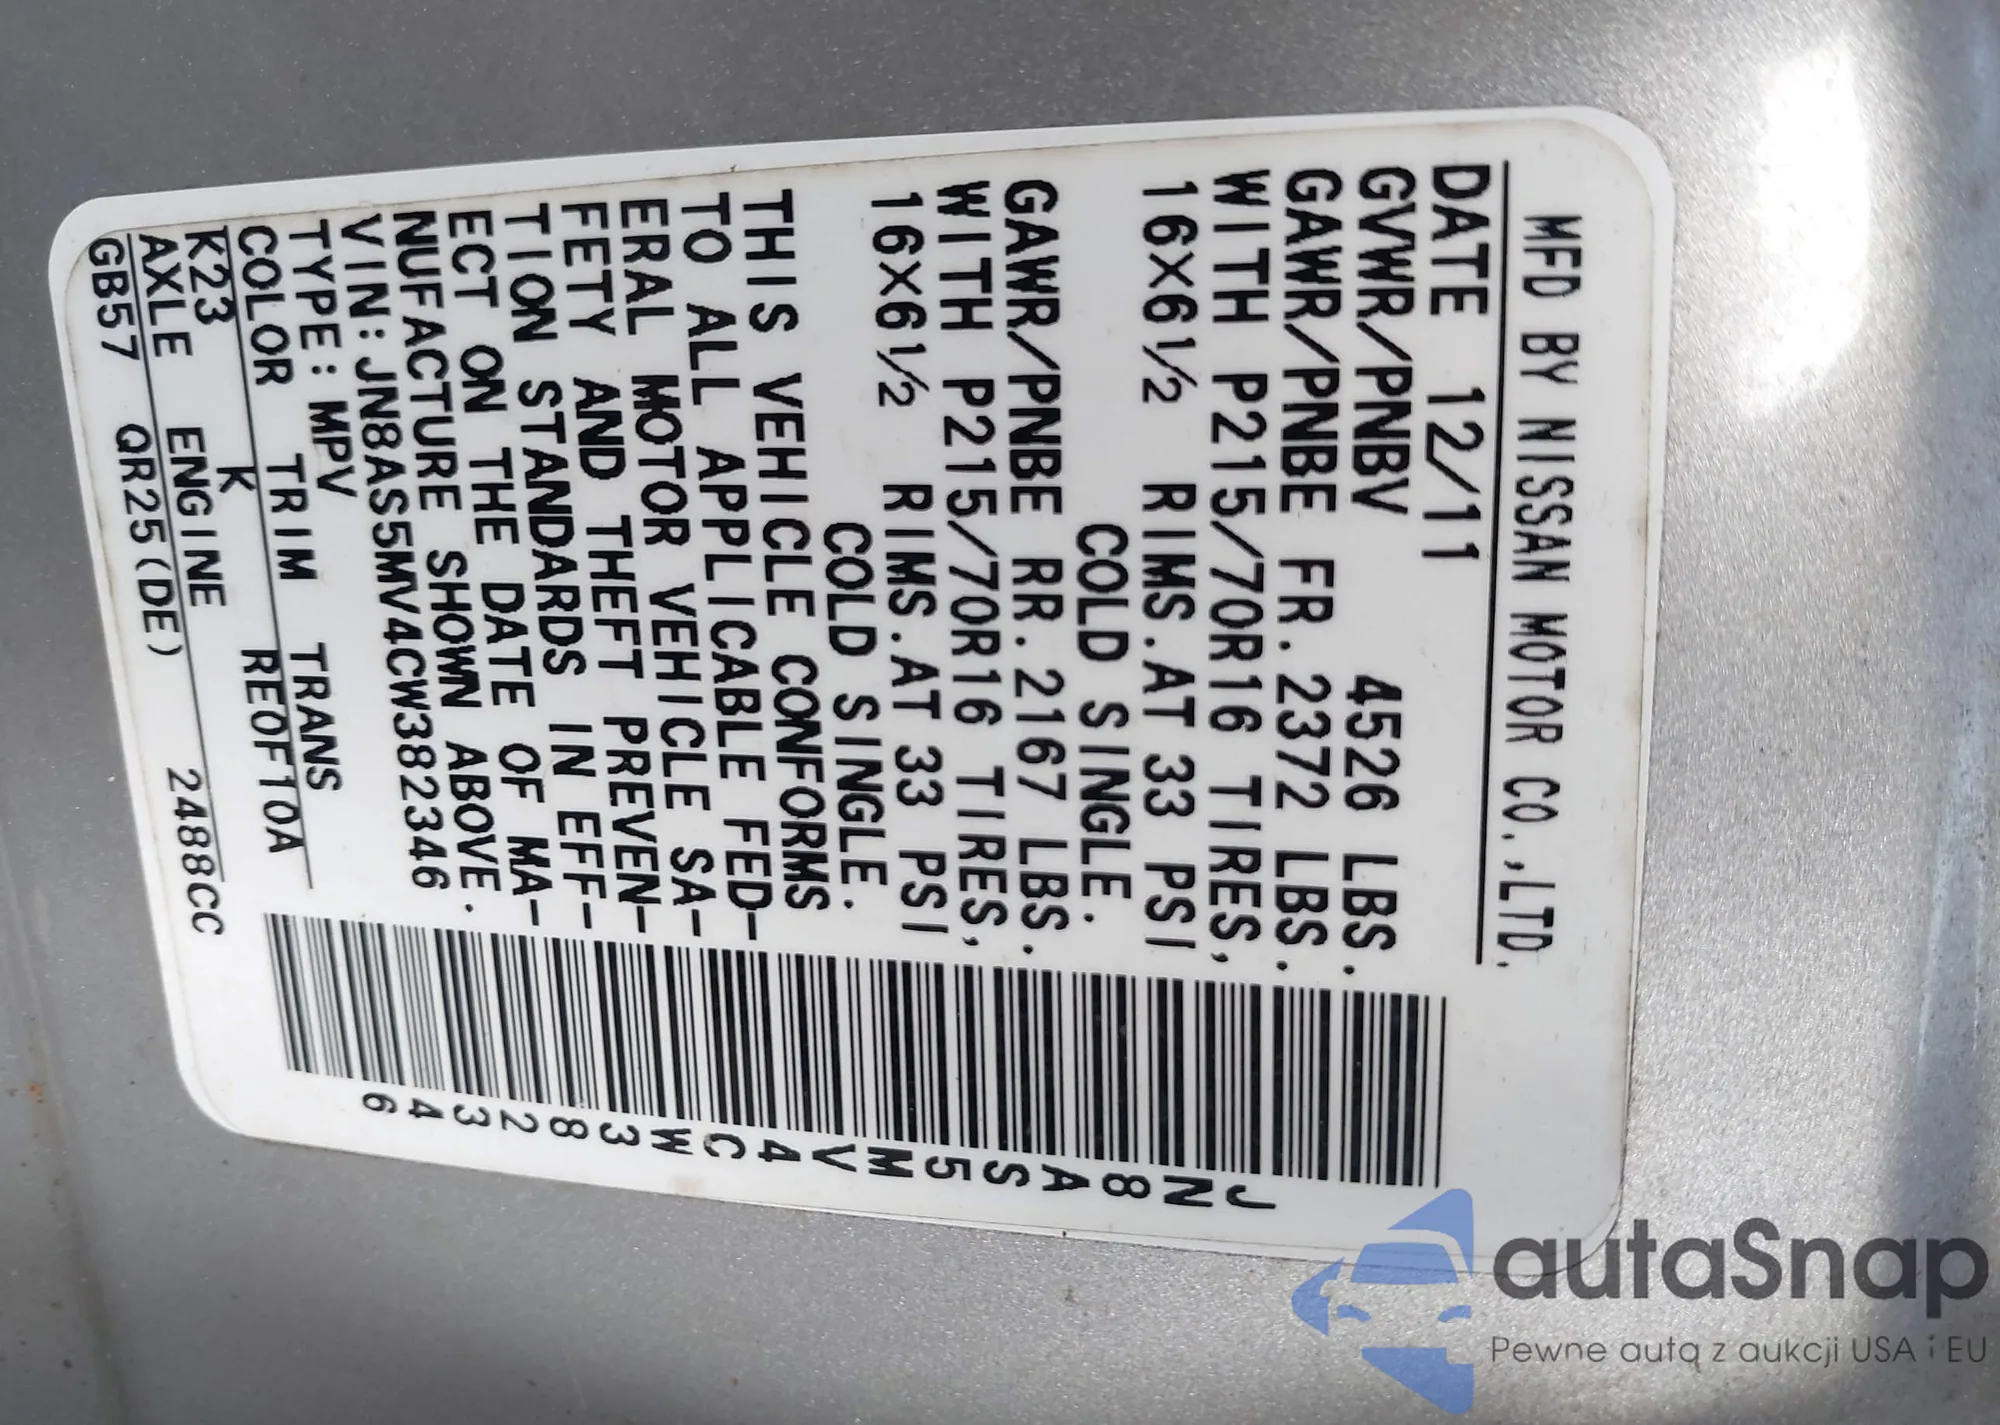 MFD BY NISSAN MOTOR CO.,LTD.
DATE 12/11
GVWR/PNBV 4526 LBS.
GAWR/PNBE FR.2372 LBS.
WITH P215/70R16 TIRES,
16X6½ RIMS.AT 33 PSI
COLD SINGLE.
GAWR/PNBE RR.2167 LBS.
WITH P215/70R16 TIRES,
16X6½ RIMS.AT 33 PSI
COLD SINGLE.
THIS VEHICLE CONFORMS
TO ALL APPLICABLE FED-
ERAL MOTOR VEHICLE SA-
FETY AND THEFT PREVEN-
TION STANDARDS IN EFF-
ECT ON THE DATE OF MA-
NUFACTURE SHOWN ABOVE.
VIN:JN8AS5MV4CW382346
TYPE:MPV
COLOR TRIM TRANS
K23 K RE0F10A
AXLE ENGINE
GB57 QR25(DE) 2488CC
JN8AS5MV4CW382346
autaSnap
Pewne autą z aukcji USA i EU